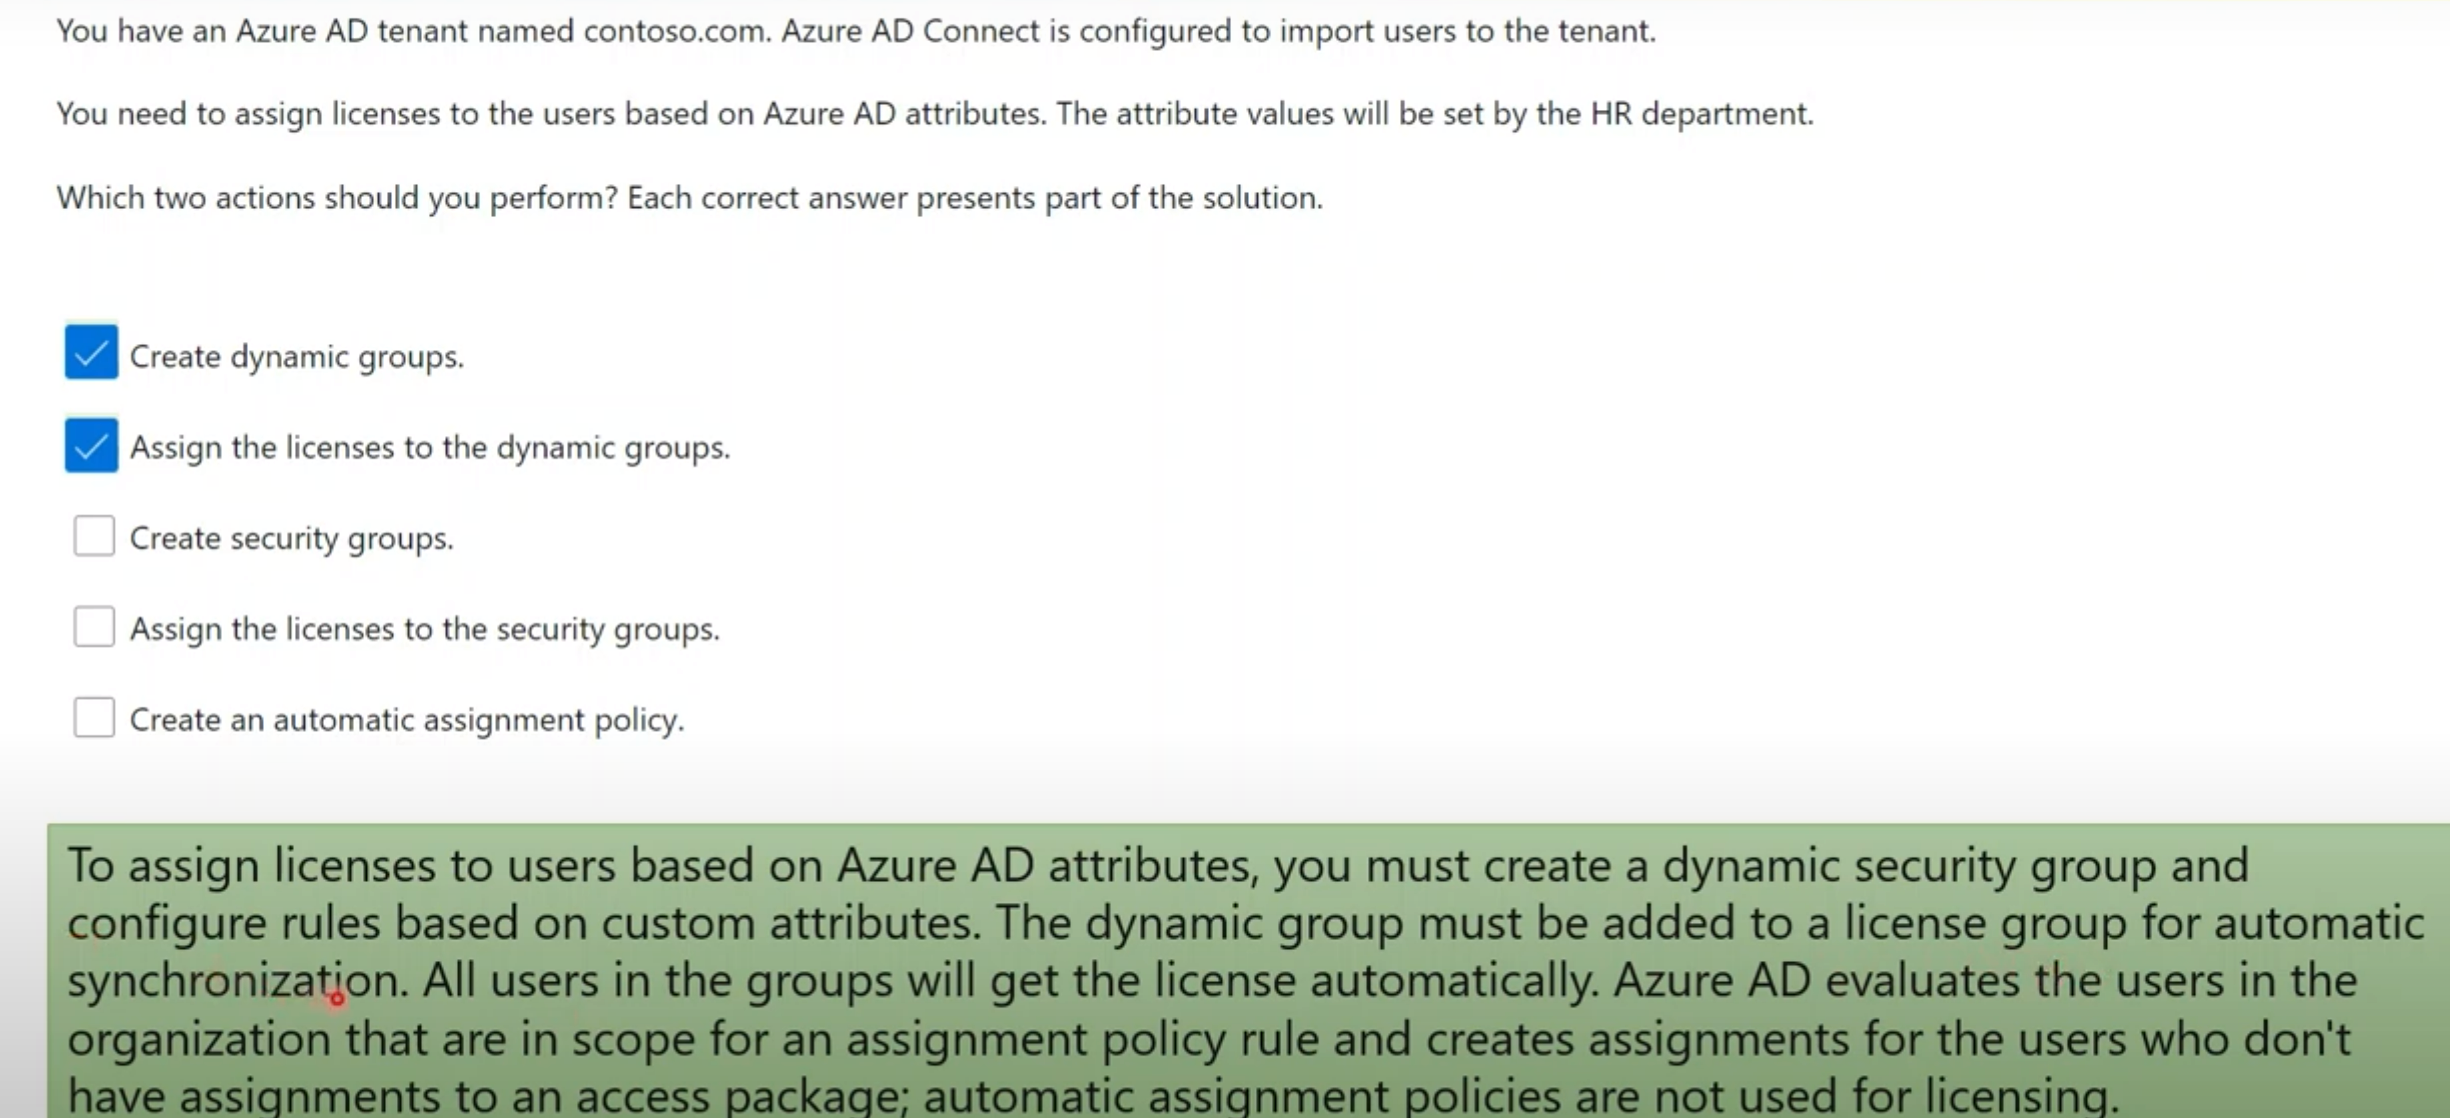 You have an Azure AD tenant named contoso.com. Azure AD Connect is configured to import users to the tenant.
You need to assign licenses to the users based on Azure AD attributes. The attribute values will be set by the HR department.
Which two actions should you perform? Each correct answer presents part of the solution.
Create dynamic groups.
Assign the licenses to the dynamic groups.
Create security groups.
Assign the licenses to the security groups.
Create an automatic assignment policy.
To assign licenses to users based on Azure AD attributes, you must create a dynamic security group and
configure rules based on custom attributes. The dynamic group must be added to a license group for automatic
synchronization. All users in the groups will get the license automatically. Azure AD evaluates the users in the
organization that are in scope for an assignment policy rule and creates assignments for the users who don't
have assignments to an access package; automatic assignment policies are not used for licensing.